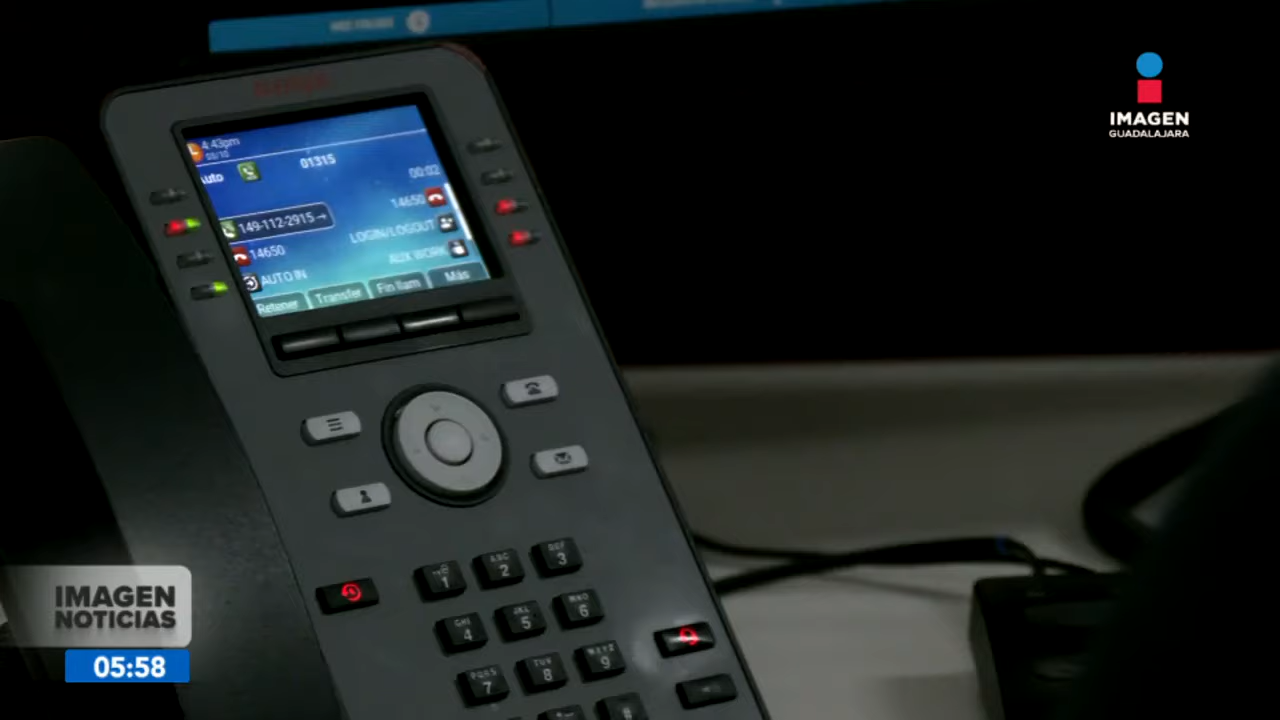 IMAGEN
GUADALAJARA
AVAYA
4:43pm
01315
Auto
00:02
14650
149-112-2915→
LOGIN/LOGOUT
14650
AUX WORK
AUTO IN
Retener
Transfer
Fin llam
Más
1
ABC
2
DEF
3
GHI
4
JKL
5
MNO
6
PQRS
7
TUV
8
WXYZ
9
IMAGEN
NOTICIAS
05:58